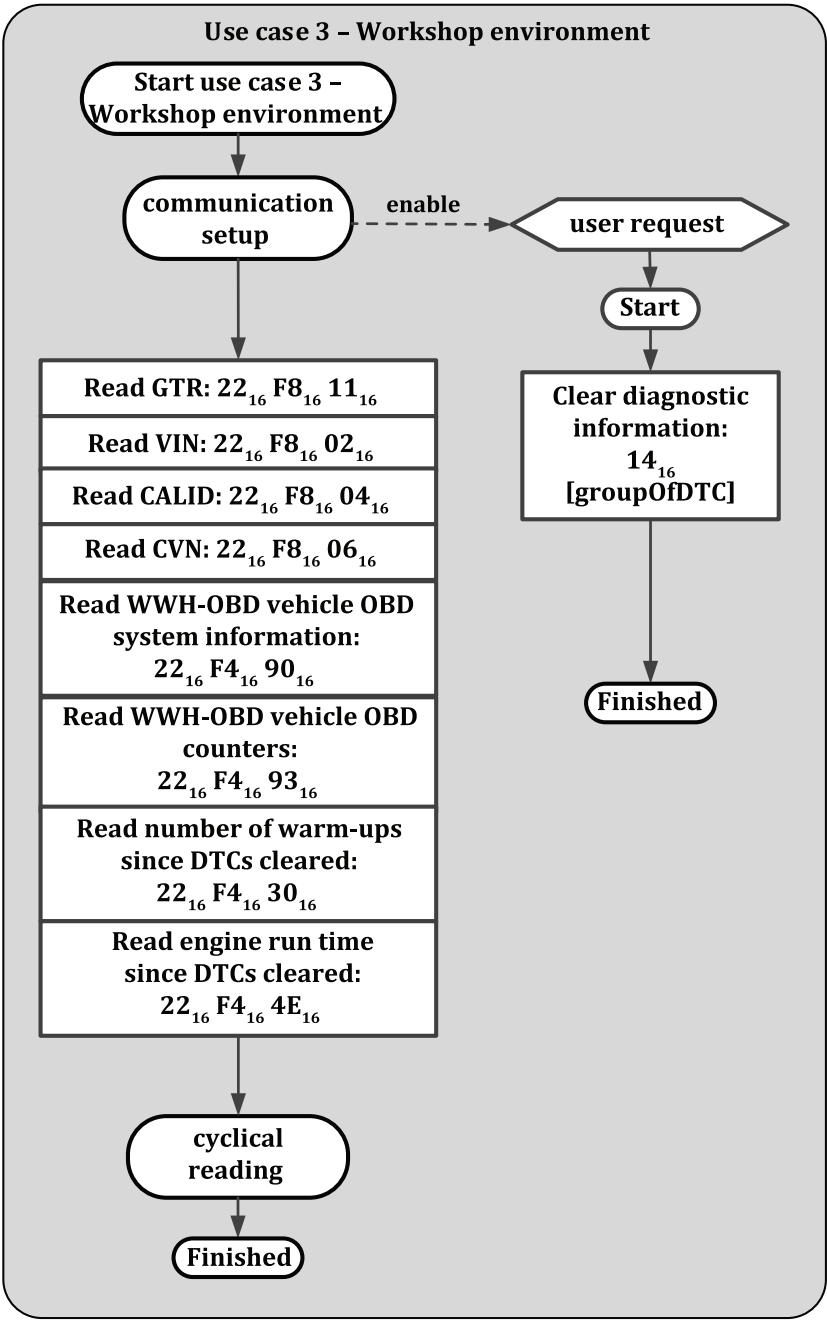 Use case 3 – Workshop environment
Start use case 3 –
Workshop environment
communication
setup
enable
user request
Start
Clear diagnostic
information:
14₁₆
[groupOfDTC]
Finished
Read GTR: 22₁₆ F8₁₆ 11₁₆
Read VIN: 22₁₆ F8₁₆ 02₁₆
Read CALID: 22₁₆ F8₁₆ 04₁₆
Read CVN: 22₁₆ F8₁₆ 06₁₆
Read WWH-OBD vehicle OBD
system information:
22₁₆ F4₁₆ 90₁₆
Read WWH-OBD vehicle OBD
counters:
22₁₆ F4₁₆ 93₁₆
Read number of warm-ups
since DTCs cleared:
22₁₆ F4₁₆ 30₁₆
Read engine run time
since DTCs cleared:
22₁₆ F4₁₆ 4E₁₆
cyclical
reading
Finished